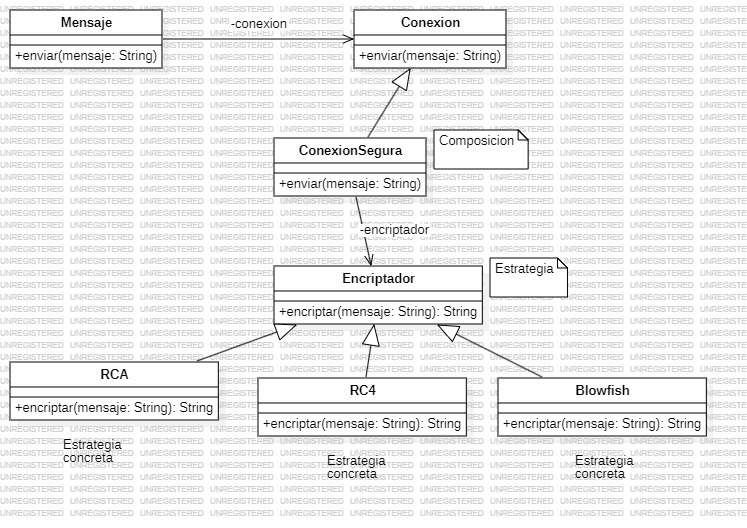 Mensaje
+enviar(mensaje: String)
-conexion
Conexion
+enviar(mensaje: String)
ConexionSegura
+enviar(mensaje: String)
Composicion
-encriptador
Encriptador
+encriptar(mensaje: String): String
Estrategia
RCA
+encriptar(mensaje: String): String
Estrategia
concreta
RC4
+encriptar(mensaje: String): String
Estrategia
concreta
Blowfish
+encriptar(mensaje: String): String
Estrategia
concreta
UNREGISTERED